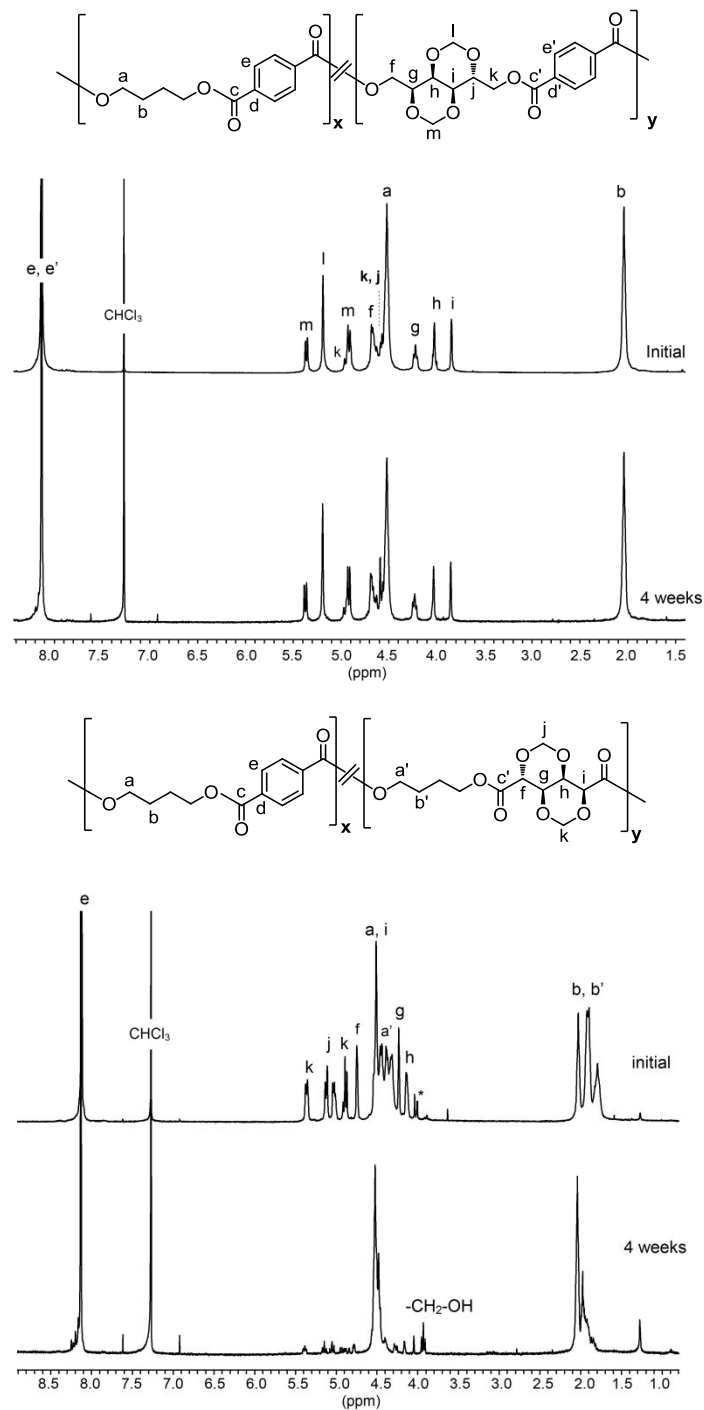 l
O
O O
e
e'
O
a
O
c
d
f g h i j k
O c'
d'
O
b
O
O O
m
O
x
y
a
b
e, e'
l
k, j
CHCl3
m
k
m
f
g
h
i
Initial
4 weeks
8.0 7.5 7.0 6.5 6.0 5.5 5.0 4.5 4.0 3.5 3.0 2.5 2.0 1.5
(ppm)
j
O
O O
O
e
a
O
c
d
a'
O
c'
f g h i
O
b
O
b'
O
O O
k
x
y
e
a, i
CHCl3
b, b'
g
f
a'
j
k
k
h
*
initial
4 weeks
-CH2-OH
8.5 8.0 7.5 7.0 6.5 6.0 5.5 5.0 4.5 4.0 3.5 3.0 2.5 2.0 1.5 1.0
(ppm)